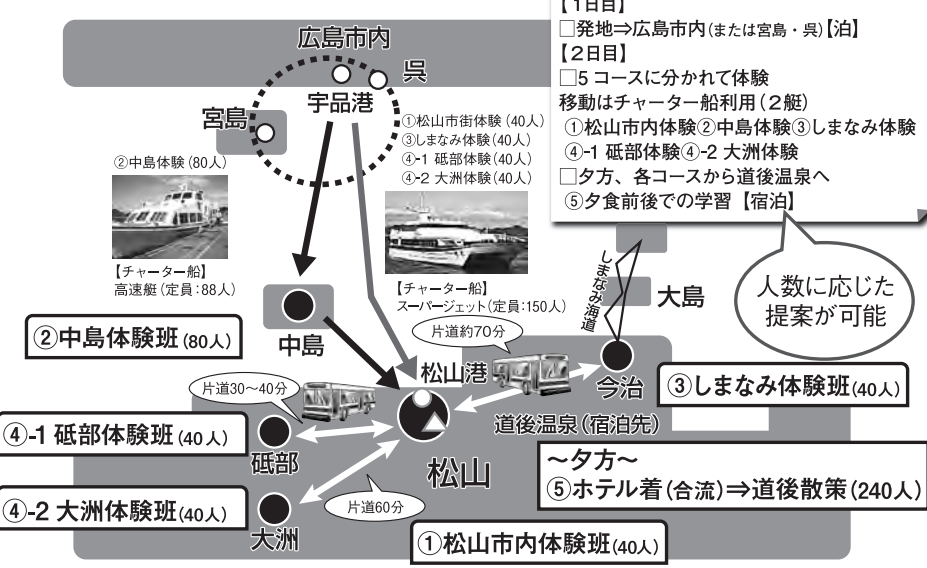 【1日目】
□発地⇒広島市内(または宮島・呉)【泊】
【2日目】
□5コースに分かれて体験
移動はチャーター船利用(2艇)
①松山市内体験②中島体験③しまなみ体験
④-1 砥部体験④-2 大洲体験
□夕方、各コースから道後温泉へ
⑤夕食前後での学習【宿泊】
人数に応じた
提案が可能
広島市内
呉
宇品港
宮島
①松山市街体験(40人)
③しまなみ体験(40人)
④-1 砥部体験(40人)
④-2 大洲体験(40人)
②中島体験(80人)
【チャーター船】
高速艇(定員:88人)
【チャーター船】
スーパージェット(定員:150人)
しまなみ海道
大島
中島
②中島体験班(80人)
片道約70分
松山港
今治
③しまなみ体験班(40人)
片道30~40分
道後温泉(宿泊先)
④-1 砥部体験班(40人)
砥部
松山
~夕方~
⑤ホテル着(合流)⇒道後散策(240人)
④-2 大洲体験班(40人)
大洲
片道60分
①松山市内体験班(40人)